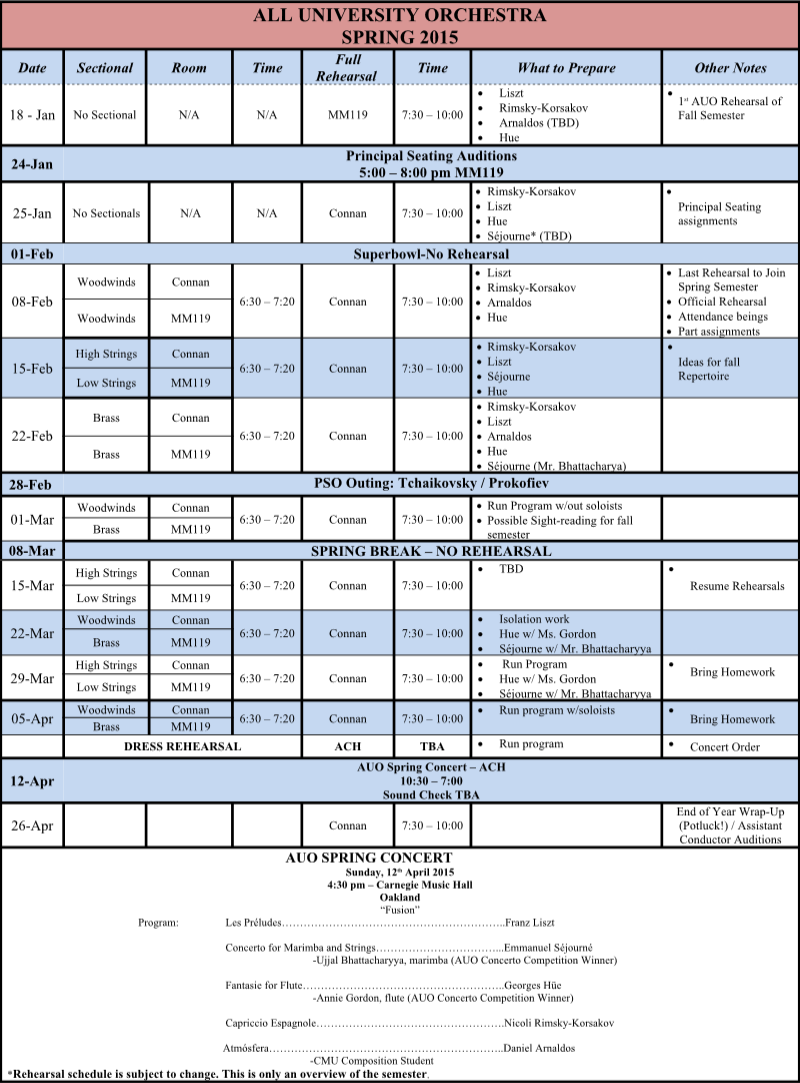 ALL UNIVERSITY ORCHESTRA
SPRING 2015
Date Sectional Room Time Full Rehearsal Time What to Prepare Other Notes
18 - Jan No Sectional N/A N/A MM119 7:30 – 10:00
• Liszt
• Rimsky-Korsakov
• Arnaldos (TBD)
• Hue
• 1st AUO Rehearsal of
Fall Semester
24-Jan
Principal Seating Auditions
5:00 – 8:00 pm MM119
25-Jan No Sectionals N/A N/A Connan 7:30 – 10:00
• Rimsky-Korsakov
• Liszt
• Hue
• Séjourne* (TBD)
•
Principal Seating
assignments
01-Feb Superbowl-No Rehearsal
08-Feb
Woodwinds Connan
Woodwinds MM119
6:30 – 7:20 Connan 7:30 – 10:00
• Liszt
• Rimsky-Korsakov
• Arnaldos
• Hue
• Last Rehearsal to Join
Spring Semester
• Official Rehearsal
• Attendance beings
• Part assignments
15-Feb
High Strings Connan
Low Strings MM119
6:30 – 7:20 Connan 7:30 – 10:00
• Rimsky-Korsakov
• Liszt
• Séjourne
• Hue
•
Ideas for fall
Repertoire
22-Feb
Brass Connan
Brass MM119
6:30 – 7:20 Connan 7:30 – 10:00
• Rimsky-Korsakov
• Liszt
• Arnaldos
• Hue
• Séjourne (Mr. Bhattacharya)
28-Feb PSO Outing: Tchaikovsky / Prokofiev
01-Mar
Woodwinds Connan
Brass MM119
6:30 – 7:20 Connan 7:30 – 10:00
• Run Program w/out soloists
• Possible Sight-reading for fall
semester
08-Mar SPRING BREAK – NO REHEARSAL
15-Mar
High Strings Connan
Low Strings MM119
6:30 – 7:20 Connan 7:30 – 10:00
• TBD
•
Resume Rehearsals
22-Mar
Woodwinds Connan
Brass MM119
6:30 – 7:20 Connan 7:30 – 10:00
• Isolation work
• Hue w/ Ms. Gordon
• Séjourne w/ Mr. Bhattacharyya
29-Mar
High Strings Connan
Low Strings MM119
6:30 – 7:20 Connan 7:30 – 10:00
• Run Program
• Hue w/ Ms. Gordon
• Séjourne w/ Mr. Bhattacharyya
•
Bring Homework
05-Apr
Woodwinds Connan
Brass MM119
6:30 – 7:20 Connan 7:30 – 10:00
• Run program w/soloists
•
Bring Homework
DRESS REHEARSAL ACH TBA • Run program • Concert Order
12-Apr
AUO Spring Concert – ACH
10:30 – 7:00
Sound Check TBA
26-Apr Connan 7:30 – 10:00
End of Year Wrap-Up
(Potluck!) / Assistant
Conductor Auditions
AUO SPRING CONCERT
Sunday, 12th April 2015
4:30 pm – Carnegie Music Hall
Oakland
“Fusion”
Program: Les Préludes……………………………………………………..Franz Liszt
Concerto for Marimba and Strings……………………………...Emmanuel Séjourné
-Ujjal Bhattacharyya, marimba (AUO Concerto Competition Winner)
Fantasie for Flute………………………………………………..Georges Hüe
-Annie Gordon, flute (AUO Concerto Competition Winner)
Capriccio Espagnole…………………………………………….Nicoli Rimsky-Korsakov
Atmósfera………………………………………………………..Daniel Arnaldos
-CMU Composition Student
*Rehearsal schedule is subject to change. This is only an overview of the semester.